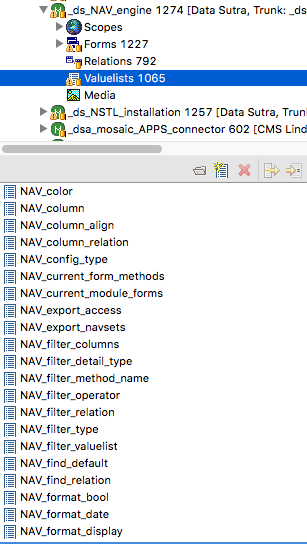 _ds_NAV_engine 1274 [Data Sutra, Trunk: _ds
Scopes
Forms 1227
Relations 792
Valuelists 1065
Media
_ds_NSTL_installation 1257 [Data Sutra, Trun
_dsa_mosaic_APPS_connector 602 [CMS Lind
NAV_color
NAV_column
NAV_column_align
NAV_column_relation
NAV_config_type
NAV_current_form_methods
NAV_current_module_forms
NAV_export_access
NAV_export_navsets
NAV_filter_columns
NAV_filter_detail_type
NAV_filter_method_name
NAV_filter_operator
NAV_filter_relation
NAV_filter_type
NAV_filter_valuelist
NAV_find_default
NAV_find_relation
NAV_format_bool
NAV_format_date
NAV_format_display